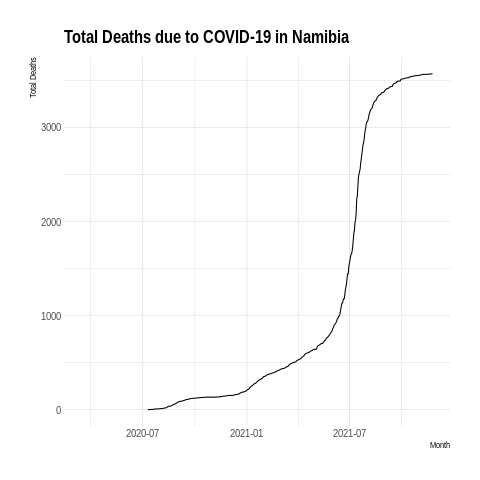 Total Deaths due to COVID-19 in Namibia
Total Deaths
3000
2000
1000
0
2020-07
2021-01
2021-07
Month